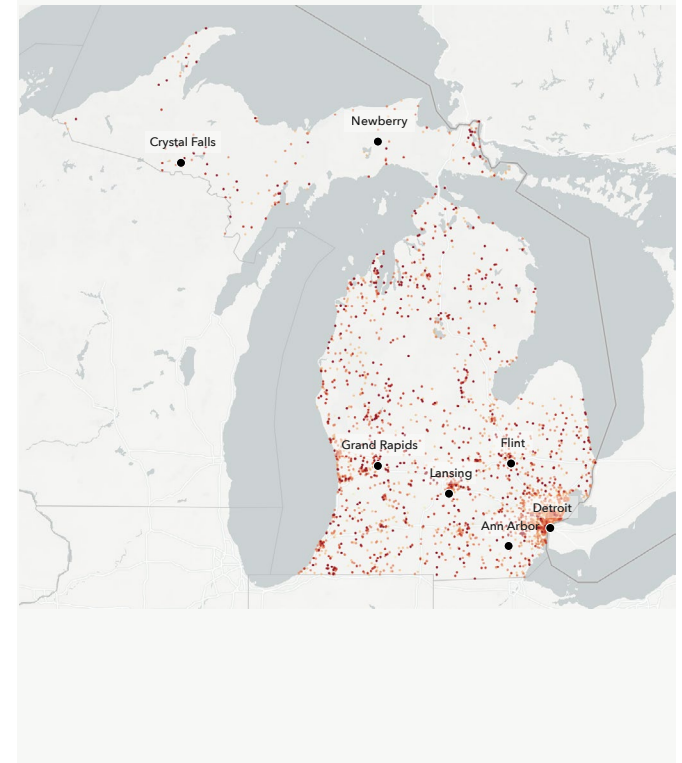 Newberry
Crystal Falls
Grand Rapids
Flint
Lansing
Detroit
Ann Arbor